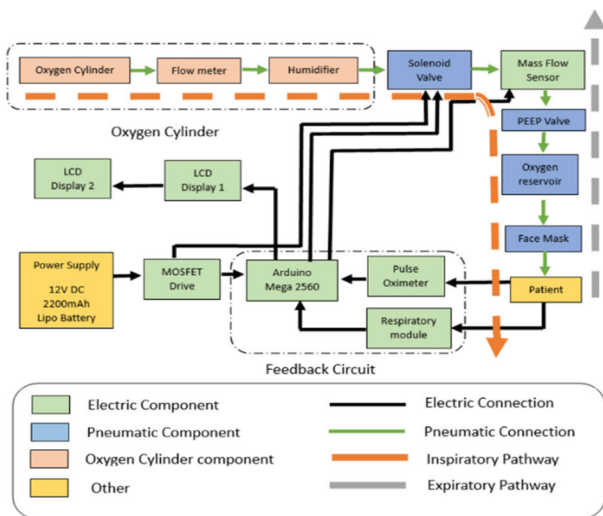 Oxygen Cylinder
Flow meter
Humidifier
Solenoid
Valve
Mass Flow
Sensor
Oxygen Cylinder
PEEP Valve
LCD
Display 2
LCD
Display 1
Oxygen
reservoir
Face Mask
Power Supply
12V DC
2200mAh
Lipo Battery
MOSFET
Drive
Arduino
Mega 2560
Pulse
Oximeter
Patient
Respiratory
module
Feedback Circuit
Electric Component
Electric Connection
Pneumatic Component
Pneumatic Connection
Oxygen Cylinder component
Inspiratory Pathway
Other
Expiratory Pathway